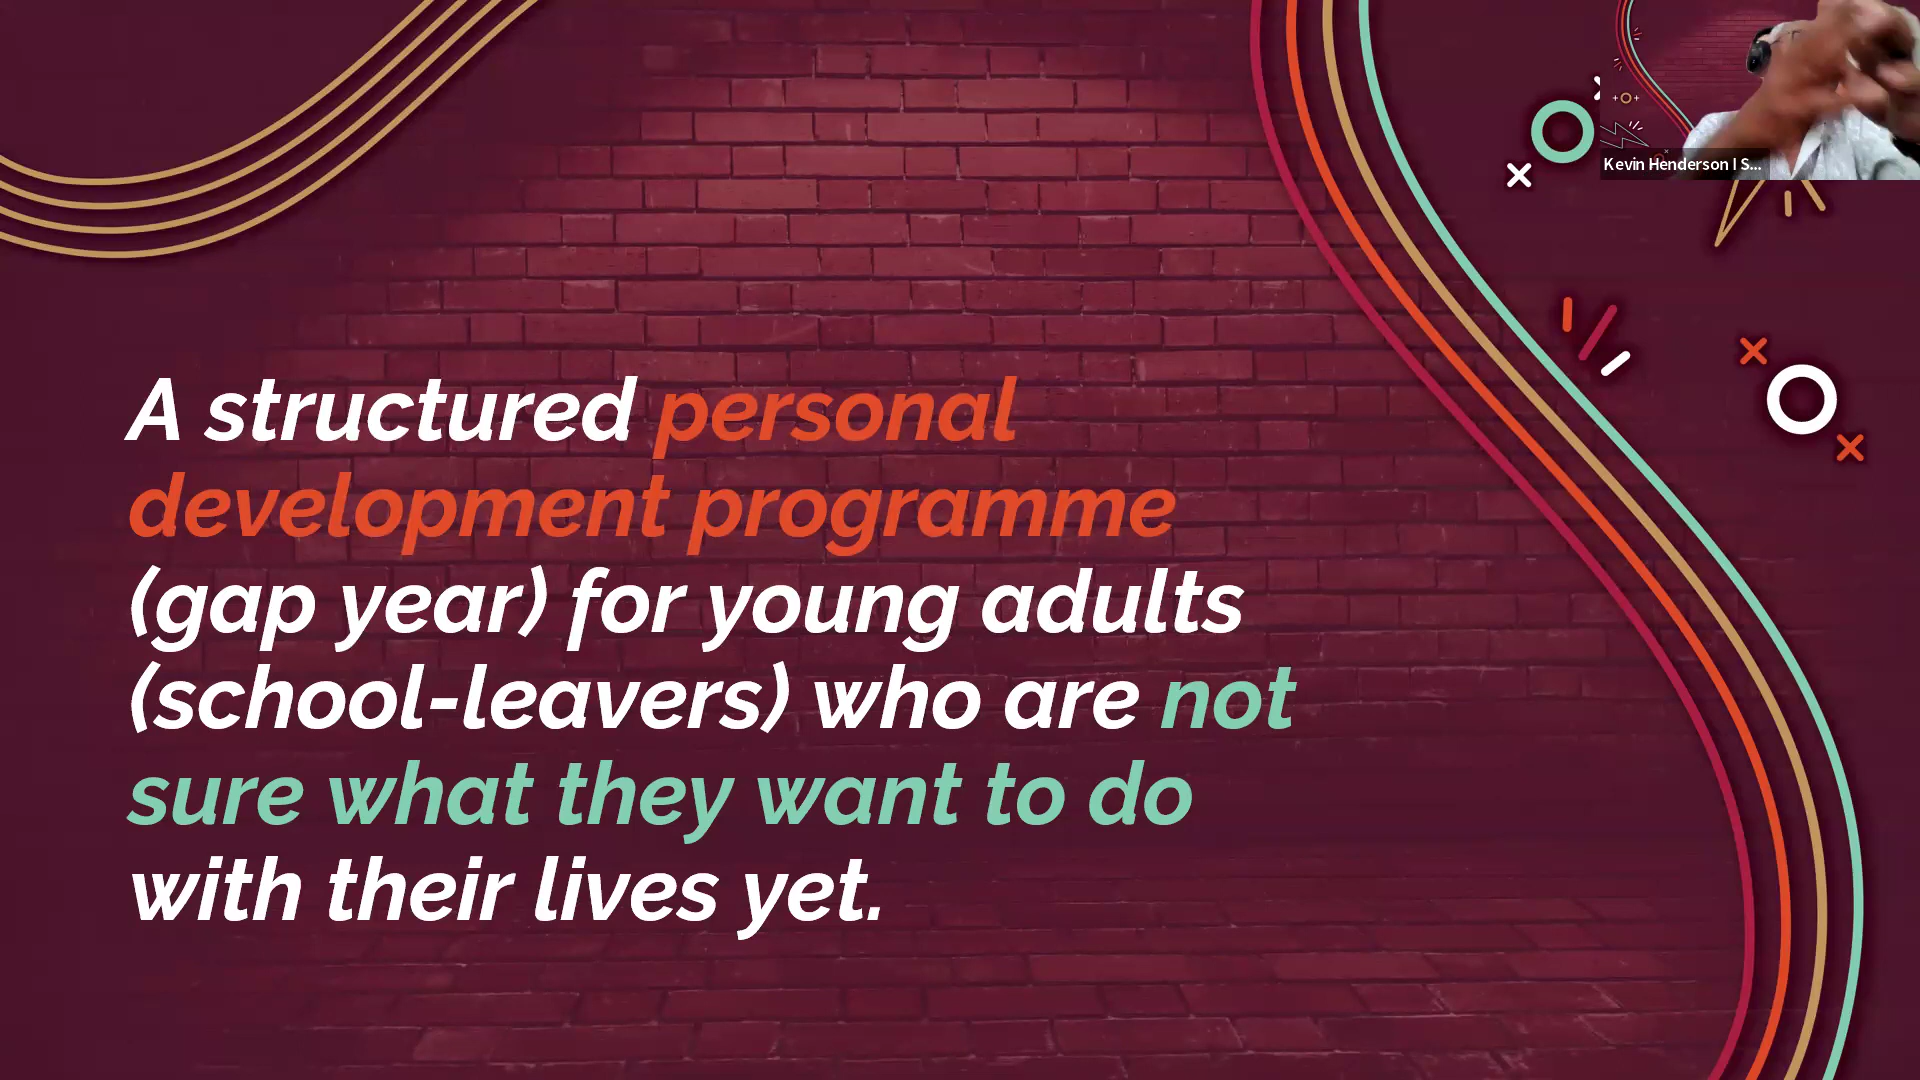 Kevin Henderson I S...
A structured personal
development programme
(gap year) for young adults
(school-leavers) who are not
sure what they want to do
with their lives yet.